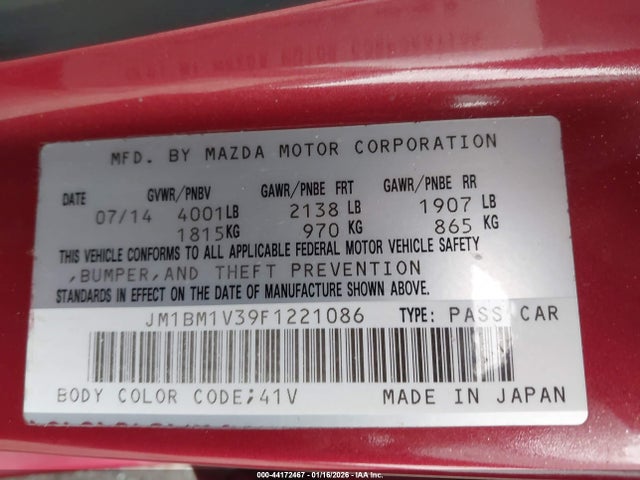 MFD. BY MAZDA MOTOR CORPORATION
DATE GVWR/PNBV GAWR/PNBE FRT GAWR/PNBE RR
07/14 4001LB 2138 LB 1907 LB
1815KG 970 KG 865 KG
THIS VEHICLE CONFORMS TO ALL APPLICABLE FEDERAL MOTOR VEHICLE SAFETY
,BUMPER,AND THEFT PREVENTION
STANDARDS IN EFFECT ON THE DATE OF MANUFACTURE SHOWN ABOVE.
JM1BM1V39F1221086 TYPE: PASS CAR
BODY COLOR CODE;41V MADE IN JAPAN
000-44172467 - 01/16/2026 - IAA Inc.